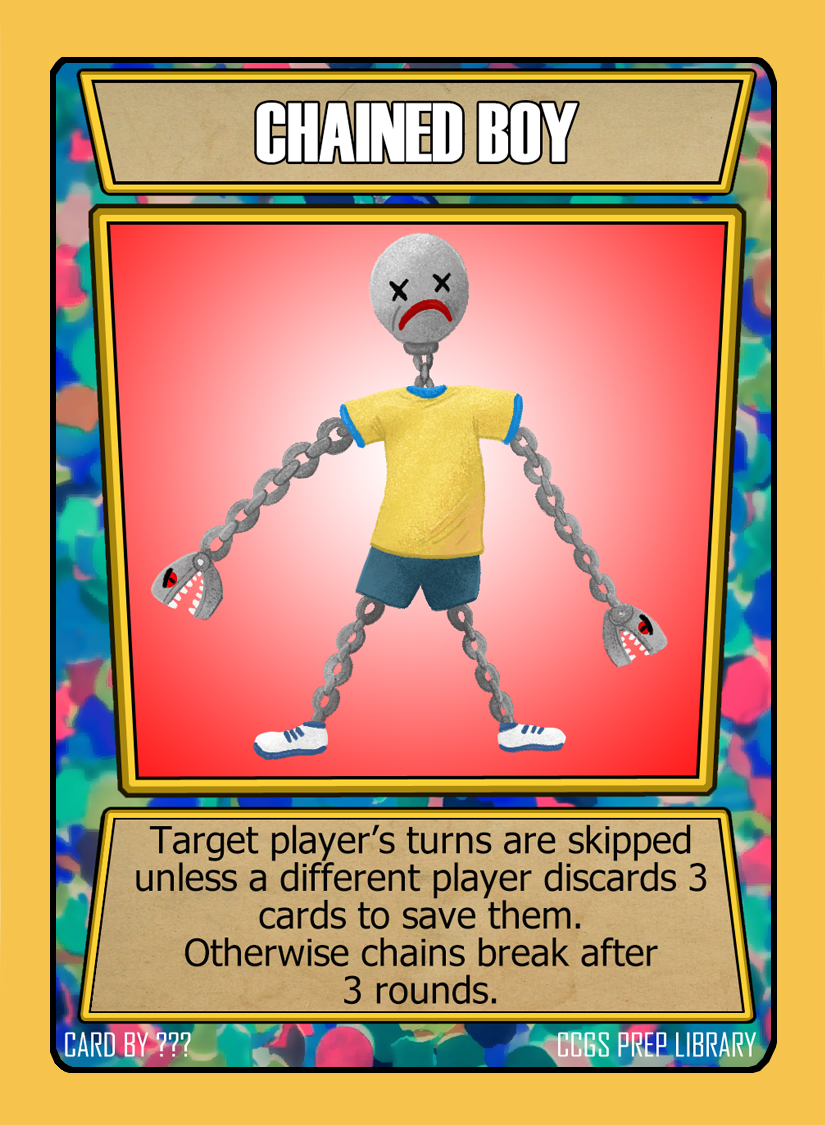 CHAINED BOY
Target player’s turns are skipped
unless a different player discards 3
cards to save them.
Otherwise chains break after
3 rounds.
CARD BY ???
CCGS PREP LIBRARY